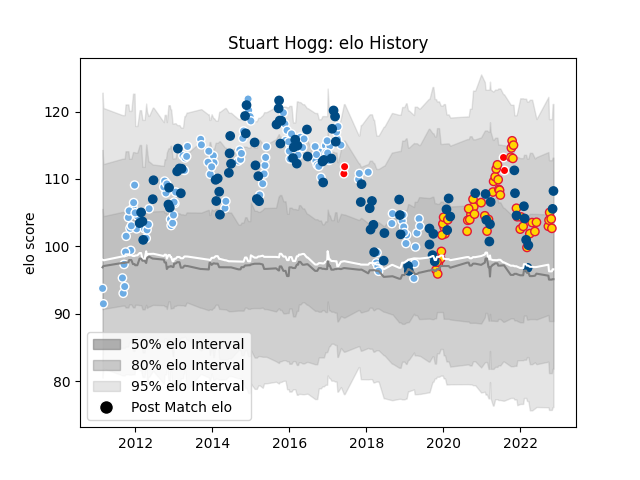 Stuart Hogg: elo History
elo score
120
110
100
90
80
50% elo Interval
80% elo Interval
95% elo Interval
Post Match elo
2012 2014 2016 2018 2020 2022